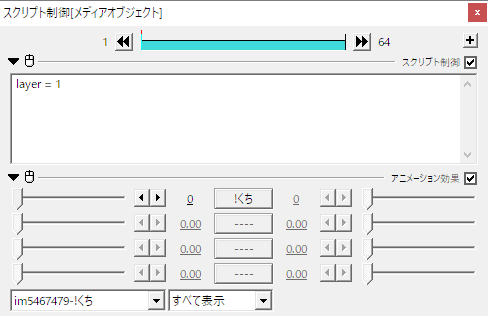 スクリプト制御[メディアオブジェクト]
1 64
スクリプト制御
layer = 1
アニメーション効果
0 !くち 0
0.00 ---- 0.00
0.00 ---- 0.00
0.00 ---- 0.00
im5467479-!くち すべて表示